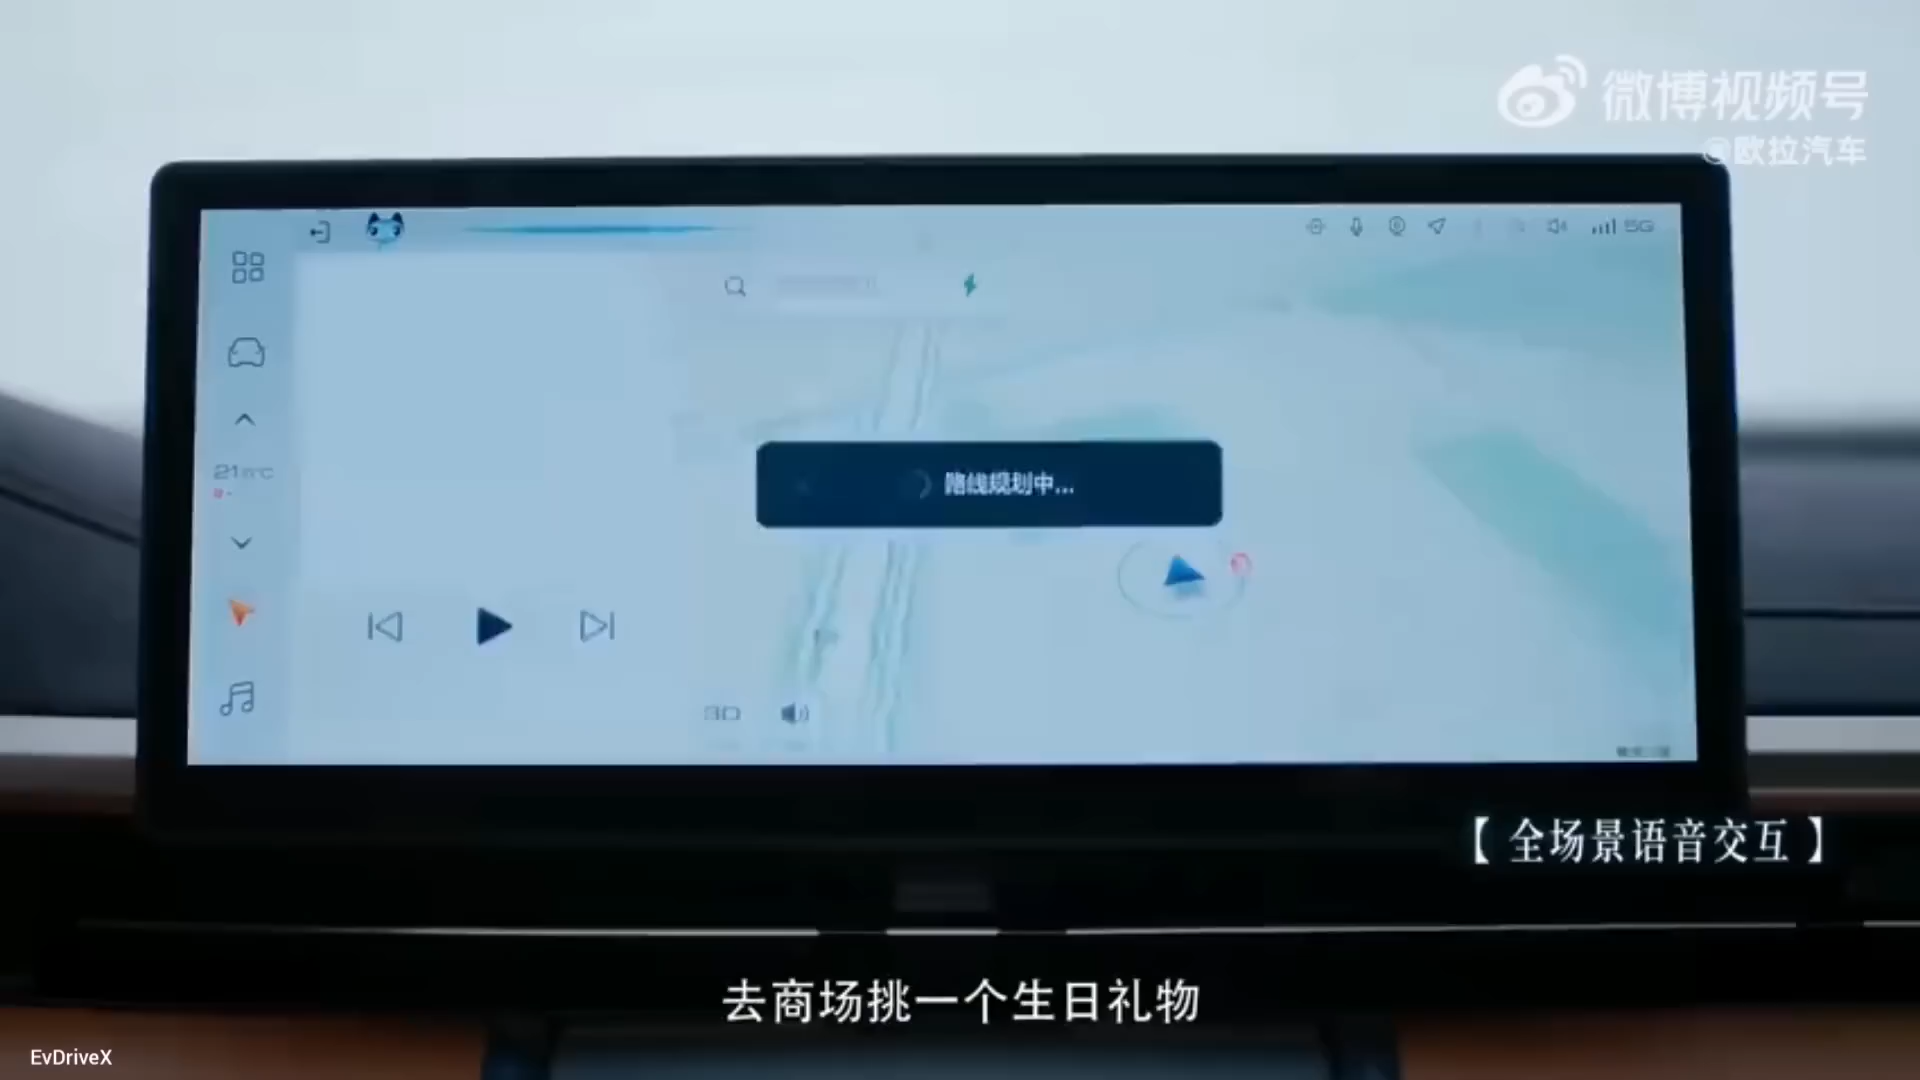 微博视频号
@欧拉汽车
5G
路线规划中...
3D
【全场景语音交互】
去商场挑一个生日礼物
EvDriveX